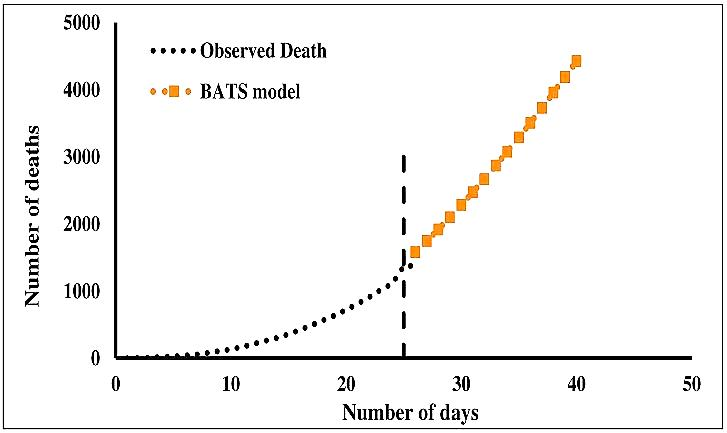 5000
Observed Death
BATS model
4000
3000
2000
1000
0
Number of deaths
0 10 20 30 40 50
Number of days